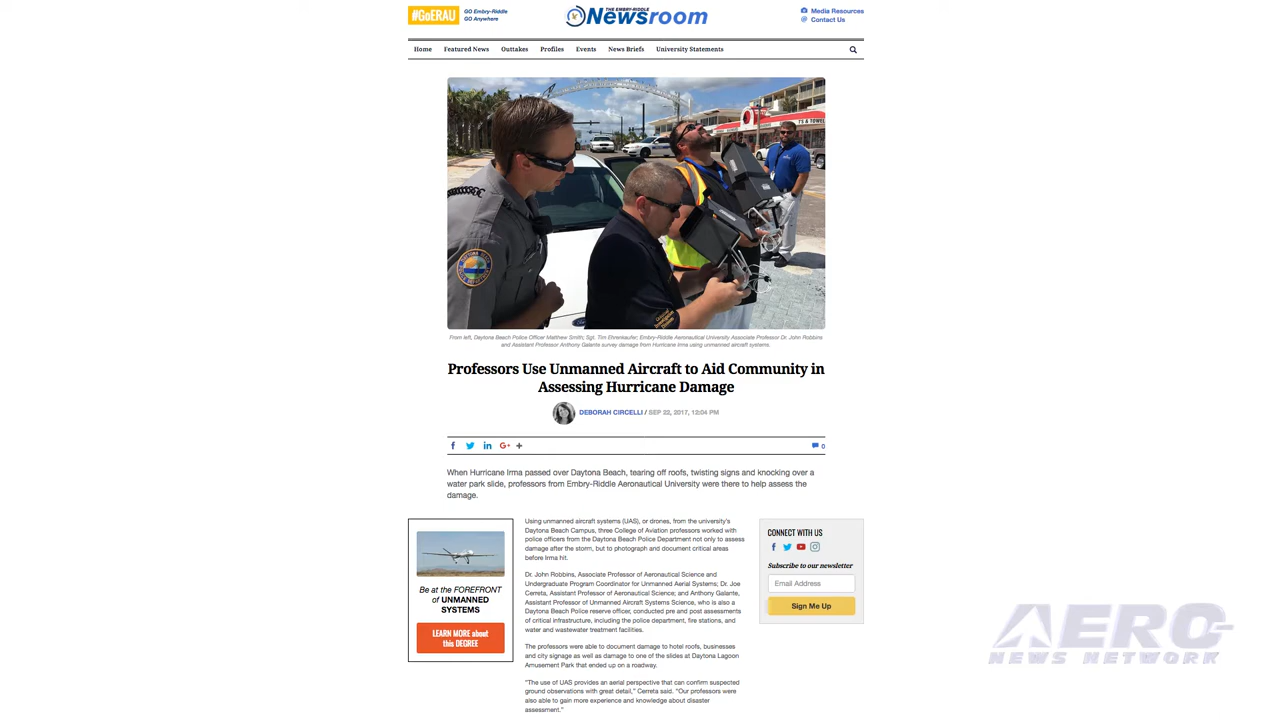 #GoERAU
GO Embry-Riddle
GO Anywhere
THE EMBRY-RIDDLE
Newsroom
Media Resources
Contact Us
Home Featured News Outtakes Profiles Events News Briefs University Statements
TS & TOWEL
From left, Daytona Beach Police Officer Matthew Smith; Sgt. Tim Ehrenkaufer; Embry-Riddle Aeronautical University Associate Professor Dr. John Robbins
and Assistant Professor Anthony Galante survey damage from Hurricane Irma using unmanned aircraft systems.
Professors Use Unmanned Aircraft to Aid Community in
Assessing Hurricane Damage
DEBORAH CIRCELLI / SEP 22, 2017, 12:04 PM
0
When Hurricane Irma passed over Daytona Beach, tearing off roofs, twisting signs and knocking over a
water park slide, professors from Embry-Riddle Aeronautical University were there to help assess the
damage.
Be at the FOREFRONT
of UNMANNED
SYSTEMS
LEARN MORE about
this DEGREE
Using unmanned aircraft systems (UAS), or drones, from the university's
Daytona Beach Campus, three College of Aviation professors worked with
police officers from the Daytona Beach Police Department not only to assess
damage after the storm, but to photograph and document critical areas
before Irma hit.
Dr. John Robbins, Associate Professor of Aeronautical Science and
Undergraduate Program Coordinator for Unmanned Aerial Systems; Dr. Joe
Cerreta, Assistant Professor of Aeronautical Science; and Anthony Galante,
Assistant Professor of Unmanned Aircraft Systems Science, who is also a
Daytona Beach Police reserve officer, conducted pre and post assessments
of critical infrastructure, including the police department, fire stations, and
water and wastewater treatment facilities.
The professors were able to document damage to hotel roofs, businesses
and city signage as well as damage to one of the slides at Daytona Lagoon
Amusement Park that ended up on a roadway.
"The use of UAS provides an aerial perspective that can confirm suspected
ground observations with great detail," Cerreta said. "Our professors were
also able to gain more experience and knowledge about disaster
assessment."
CONNECT WITH US
Subscribe to our newsletter
Email Address
Sign Me Up
AERO
NEWS NETWORK